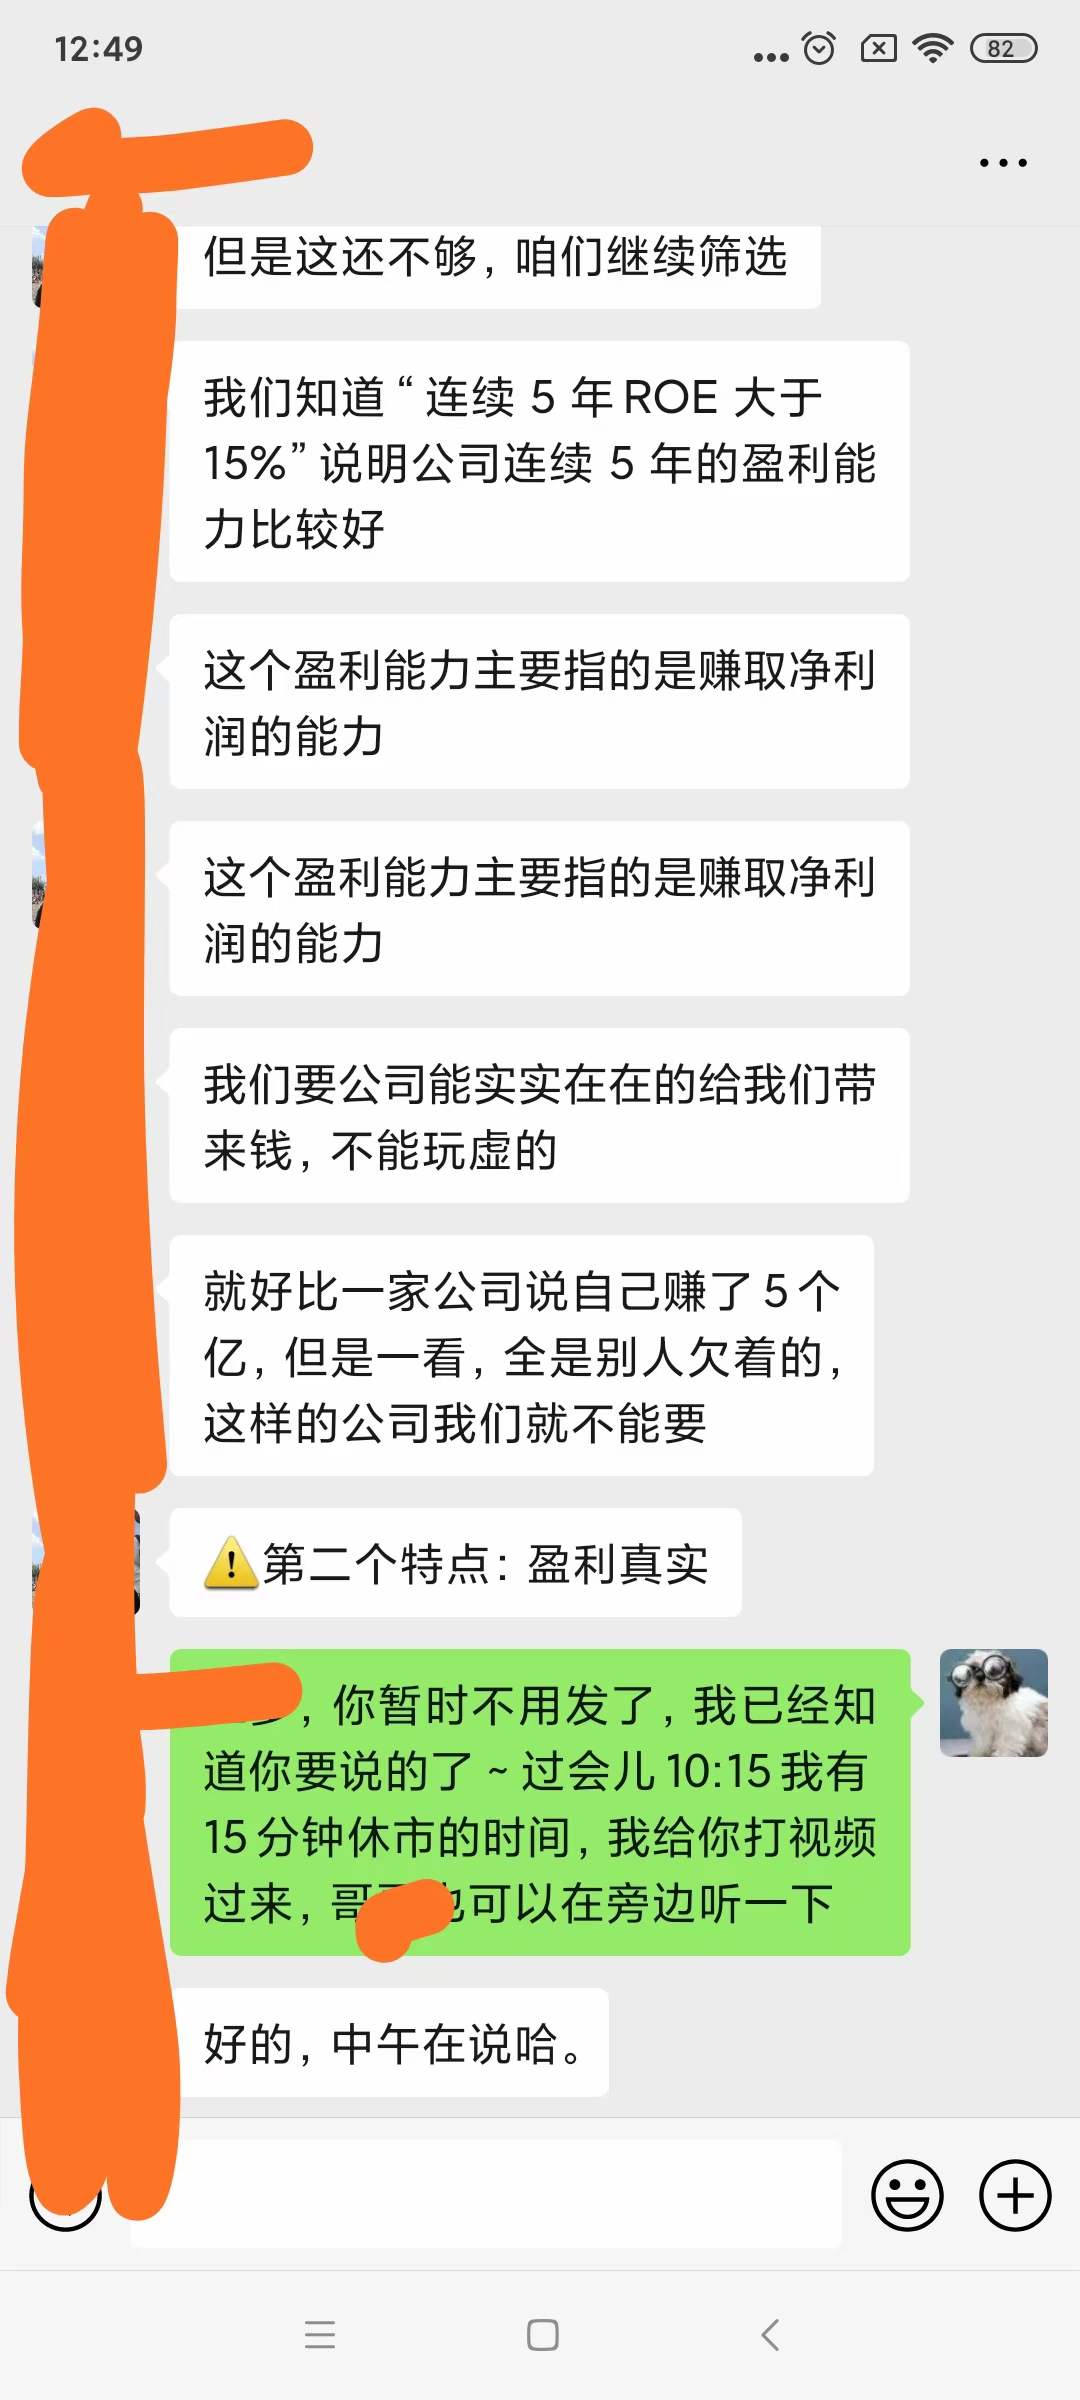 12:49
82
但是这还不够，咱们继续筛选
我们知道“连续 5 年ROE 大于
15%”说明公司连续 5 年的盈利能
力比较好
这个盈利能力主要指的是赚取净利
润的能力
这个盈利能力主要指的是赚取净利
润的能力
我们要公司能实实在在的给我们带
来钱，不能玩虚的
就好比一家公司说自己赚了5个
亿，但是一看，全是别人欠着的，
这样的公司我们就不能要
第二个特点：盈利真实
，你暂时不用发了，我已经知
道你要说的了～过会儿10:15我有
15分钟休市的时间，我给你打视频
过来，哥 也可以在旁边听一下
好的，中午在说哈。